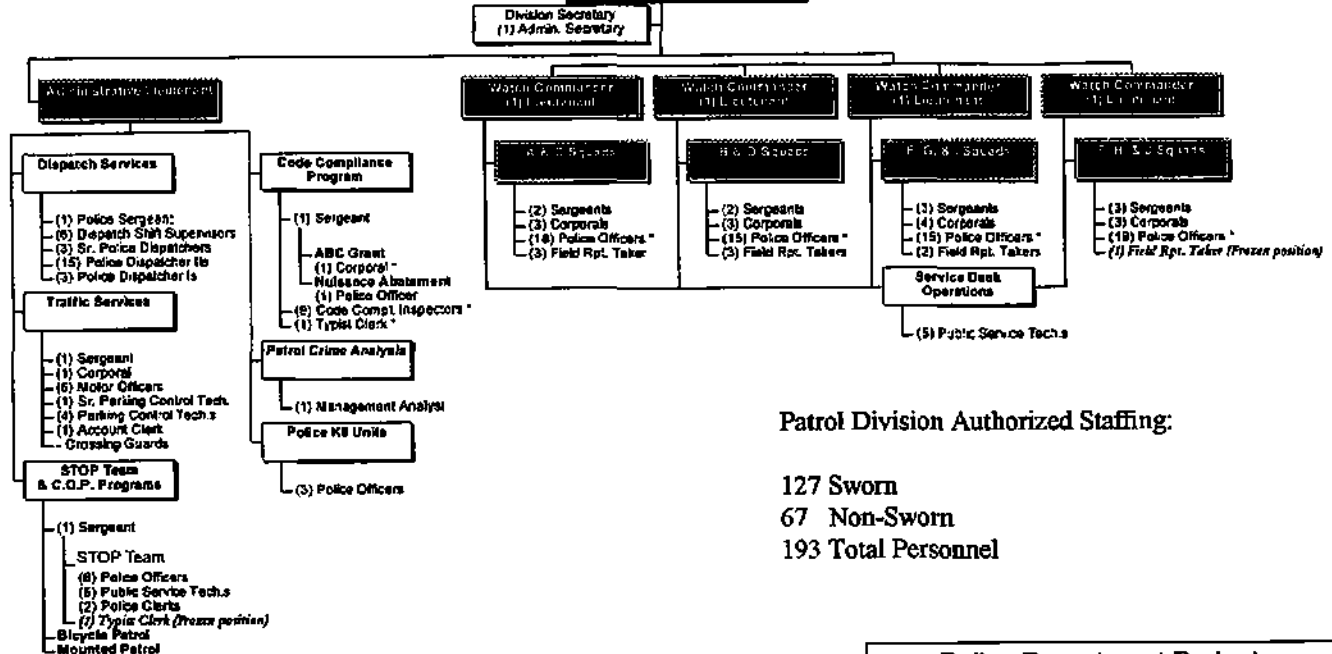 Division Secretary
(1) Admin. Secretary
Administrative Lieutenant
Watch Commander
(1) Lieutenant
Watch Commander
(1) Lieutenant
Watch Commander
(1) Lieutenant
Watch Commander
(1) Lieutenant
Squads
(2) Sergeants
(3) Corporals
Police Officers *
(3) Field Rpt. Taker
B & D Squads
(2) Sergeants
(3) Corporals
(15) Police Officers *
(3) Field Rpt. Takers
Squads
(3) Sergeants
(4) Corporals
(15) Police Officers *
(2) Field Rpt. Takers
Squads
(3) Sergeants
(3) Corporals
(19) Police Officers *
(1) Field Rpt. Taker (Frozen position)
Service Desk
Operations
(5) Public Service Tech.s
Dispatch Services
(1) Police Sergeant
Dispatch Shift Supervisors
(3) Sr. Police Dispatchers
(15) Police Dispatcher IIs
(3) Police Dispatcher Is
Traffic Services
(1) Sergeant
(1) Corporal
Motor Officers
(1) Sr. Parking Control Tech.
(4) Parking Control Tech.s
(1) Account Clerk
- Crossing Guards
STOP Team
& C.O.P. Programs
(1) Sergeant
STOP Team
Police Officers
Public Service Tech.s
(2) Police Clerks
(1) Typist Clerk (Frozen position)
Bicycle Patrol
Mounted Patrol
Code Compliance
Program
(1) Sergeant
ABC Grant
(1) Corporal *
Nuisance Abatement
(1) Police Officer
Code Compl. Inspectors *
(1) Typist Clerk *
Patrol Crime Analysis
(1) Management Analyst
Police K9 Units
(3) Police Officers
Patrol Division Authorized Staffing:
127 Sworn
67 Non-Sworn
193 Total Personnel